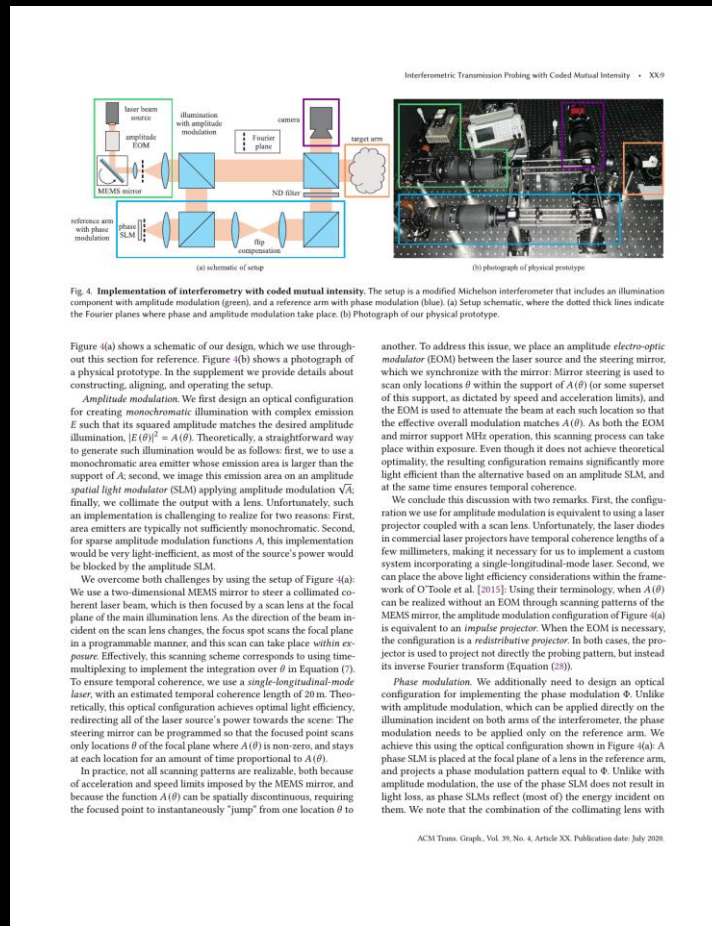 Interferometric Transmission Probing with Coded Mutual Intensity • XX:9
laser beam
source
amplitude
EOM
MEMS mirror
illumination
with amplitude
modulation
Fourier
plane
camera
target arm
ND filter
reference arm
with phase
modulation
phase
SLM
flip
compensation
(a) schematic of setup
(b) photograph of physical prototype
Fig. 4. Implementation of interferometry with coded mutual intensity. The setup is a modified Michelson interferometer that includes an illumination
component with amplitude modulation (green), and a reference arm with phase modulation (blue). (a) Setup schematic, where the dotted thick lines indicate
the Fourier planes where phase and amplitude modulation take place. (b) Photograph of our physical prototype.
Figure 4(a) shows a schematic of our design, which we use through-
out this section for reference. Figure 4(b) shows a photograph of
a physical prototype. In the supplement we provide details about
constructing, aligning, and operating the setup.
Amplitude modulation. We first design an optical configuration
for creating monochromatic illumination with complex emission
E such that its squared amplitude matches the desired amplitude
illumination, |E(θ)|² = A(θ). Theoretically, a straightforward way
to generate such illumination would be as follows: first, we to use a
monochromatic area emitter whose emission area is larger than the
support of A; second, we image this emission area on an amplitude
spatial light modulator (SLM) applying amplitude modulation √A;
finally, we collimate the output with a lens. Unfortunately, such
an implementation is challenging to realize for two reasons: First,
area emitters are typically not sufficiently monochromatic. Second,
for sparse amplitude modulation functions A, this implementation
would be very light-inefficient, as most of the source's power would
be blocked by the amplitude SLM.
We overcome both challenges by using the setup of Figure 4(a):
We use a two-dimensional MEMS mirror to steer a collimated co-
herent laser beam, which is then focused by a scan lens at the focal
plane of the main illumination lens. As the direction of the beam in-
cident on the scan lens changes, the focus spot scans the focal plane
in a programmable manner, and this scan can take place within ex-
posure. Effectively, this scanning scheme corresponds to using time-
multiplexing to implement the integration over θ in Equation (7).
To ensure temporal coherence, we use a single-longitudinal-mode
laser, with an estimated temporal coherence length of 20 m. Theo-
retically, this optical configuration achieves optimal light efficiency,
redirecting all of the laser source's power towards the scene: The
steering mirror can be programmed so that the focused point scans
only locations θ of the focal plane where A(θ) is non-zero, and stays
at each location for an amount of time proportional to A(θ).
In practice, not all scanning patterns are realizable, both because
of acceleration and speed limits imposed by the MEMS mirror, and
because the function A(θ) can be spatially discontinuous, requiring
the focused point to instantaneously "jump" from one location θ to
another. To address this issue, we place an amplitude electro-optic
modulator (EOM) between the laser source and the steering mirror,
which we synchronize with the mirror: Mirror steering is used to
scan only locations θ within the support of A(θ) (or some superset
of this support, as dictated by speed and acceleration limits), and
the EOM is used to attenuate the beam at each such location so that
the effective overall modulation matches A(θ). As both the EOM
and mirror support MHz operation, this scanning process can take
place within exposure. Even though it does not achieve theoretical
optimality, the resulting configuration remains significantly more
light efficient than the alternative based on an amplitude SLM, and
at the same time ensures temporal coherence.
We conclude this discussion with two remarks. First, the configu-
ration we use for amplitude modulation is equivalent to using a laser
projector coupled with a scan lens. Unfortunately, the laser diodes
in commercial laser projectors have temporal coherence lengths of a
few millimeters, making it necessary for us to implement a custom
system incorporating a single-longitudinal-mode laser. Second, we
can place the above light efficiency considerations within the frame-
work of O'Toole et al. [2015]: Using their terminology, when A(θ)
can be realized without an EOM through scanning patterns of the
MEMS mirror, the amplitude modulation configuration of Figure 4(a)
is equivalent to an impulse projector. When the EOM is necessary,
the configuration is a redistributive projector. In both cases, the pro-
jector is used to project not directly the probing pattern, but instead
its inverse Fourier transform (Equation (28)).
Phase modulation. We additionally need to design an optical
configuration for implementing the phase modulation Φ. Unlike
with amplitude modulation, which can be applied directly on the
illumination incident on both arms of the interferometer, the phase
modulation needs to be applied only on the reference arm. We
achieve this using the optical configuration shown in Figure 4(a): A
phase SLM is placed at the focal plane of a lens in the reference arm,
and projects a phase modulation pattern equal to Φ. Unlike with
amplitude modulation, the use of the phase SLM does not result in
light loss, as phase SLMs reflect (most of) the energy incident on
them. We note that the combination of the collimating lens with
ACM Trans. Graph., Vol. 39, No. 4, Article XX. Publication date: July 2020.